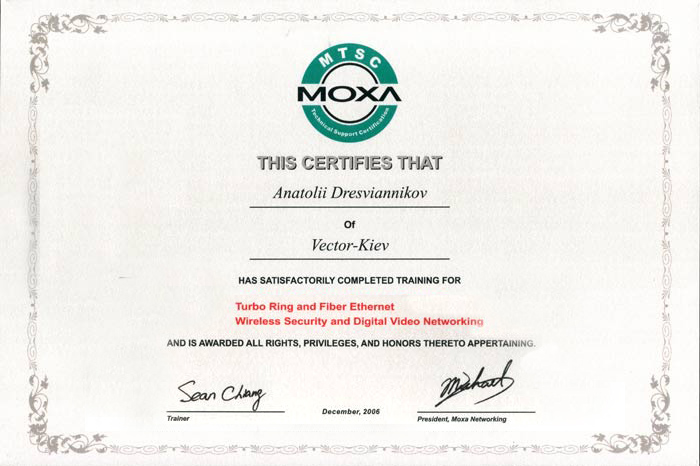 MTSC
MOXA
Technical Support Certification
THIS CERTIFIES THAT
Anatolii Dresviannikov
Of
Vector-Kiev
HAS SATISFACTORILY COMPLETED TRAINING FOR
Turbo Ring and Fiber Ethernet
Wireless Security and Digital Video Networking
AND IS AWARDED ALL RIGHTS, PRIVILEGES, AND HONORS THERETO APPERTAINING.
Sean Chiang
Michael
December, 2006
Trainer
President, Moxa Networking